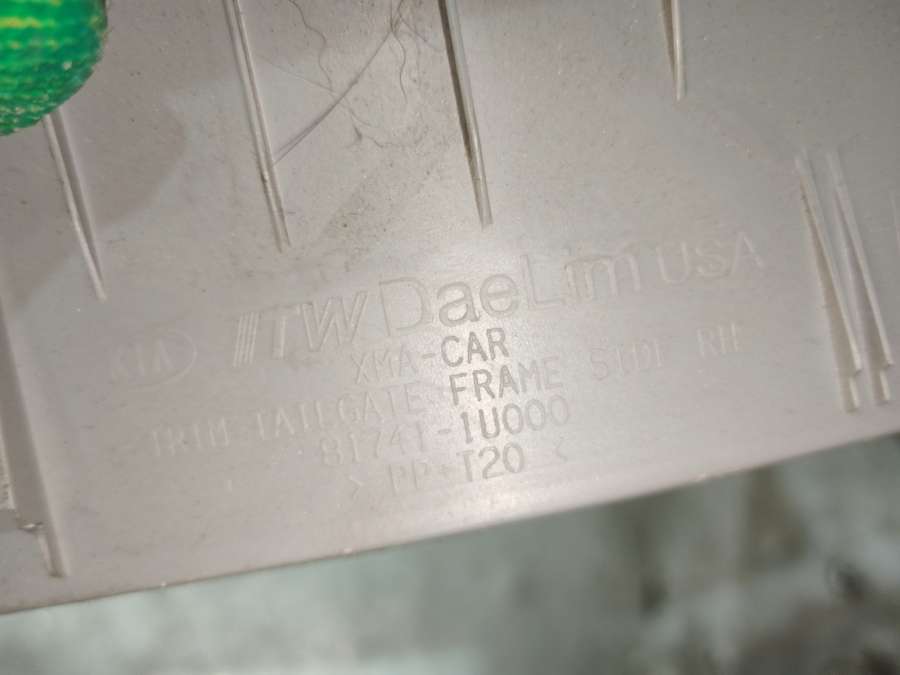 KIA ITW DaeLim USA
XMA-CAR
TRIM TAILGATE FRAME SIDE RH
81741-1U000
> PP+T20 <